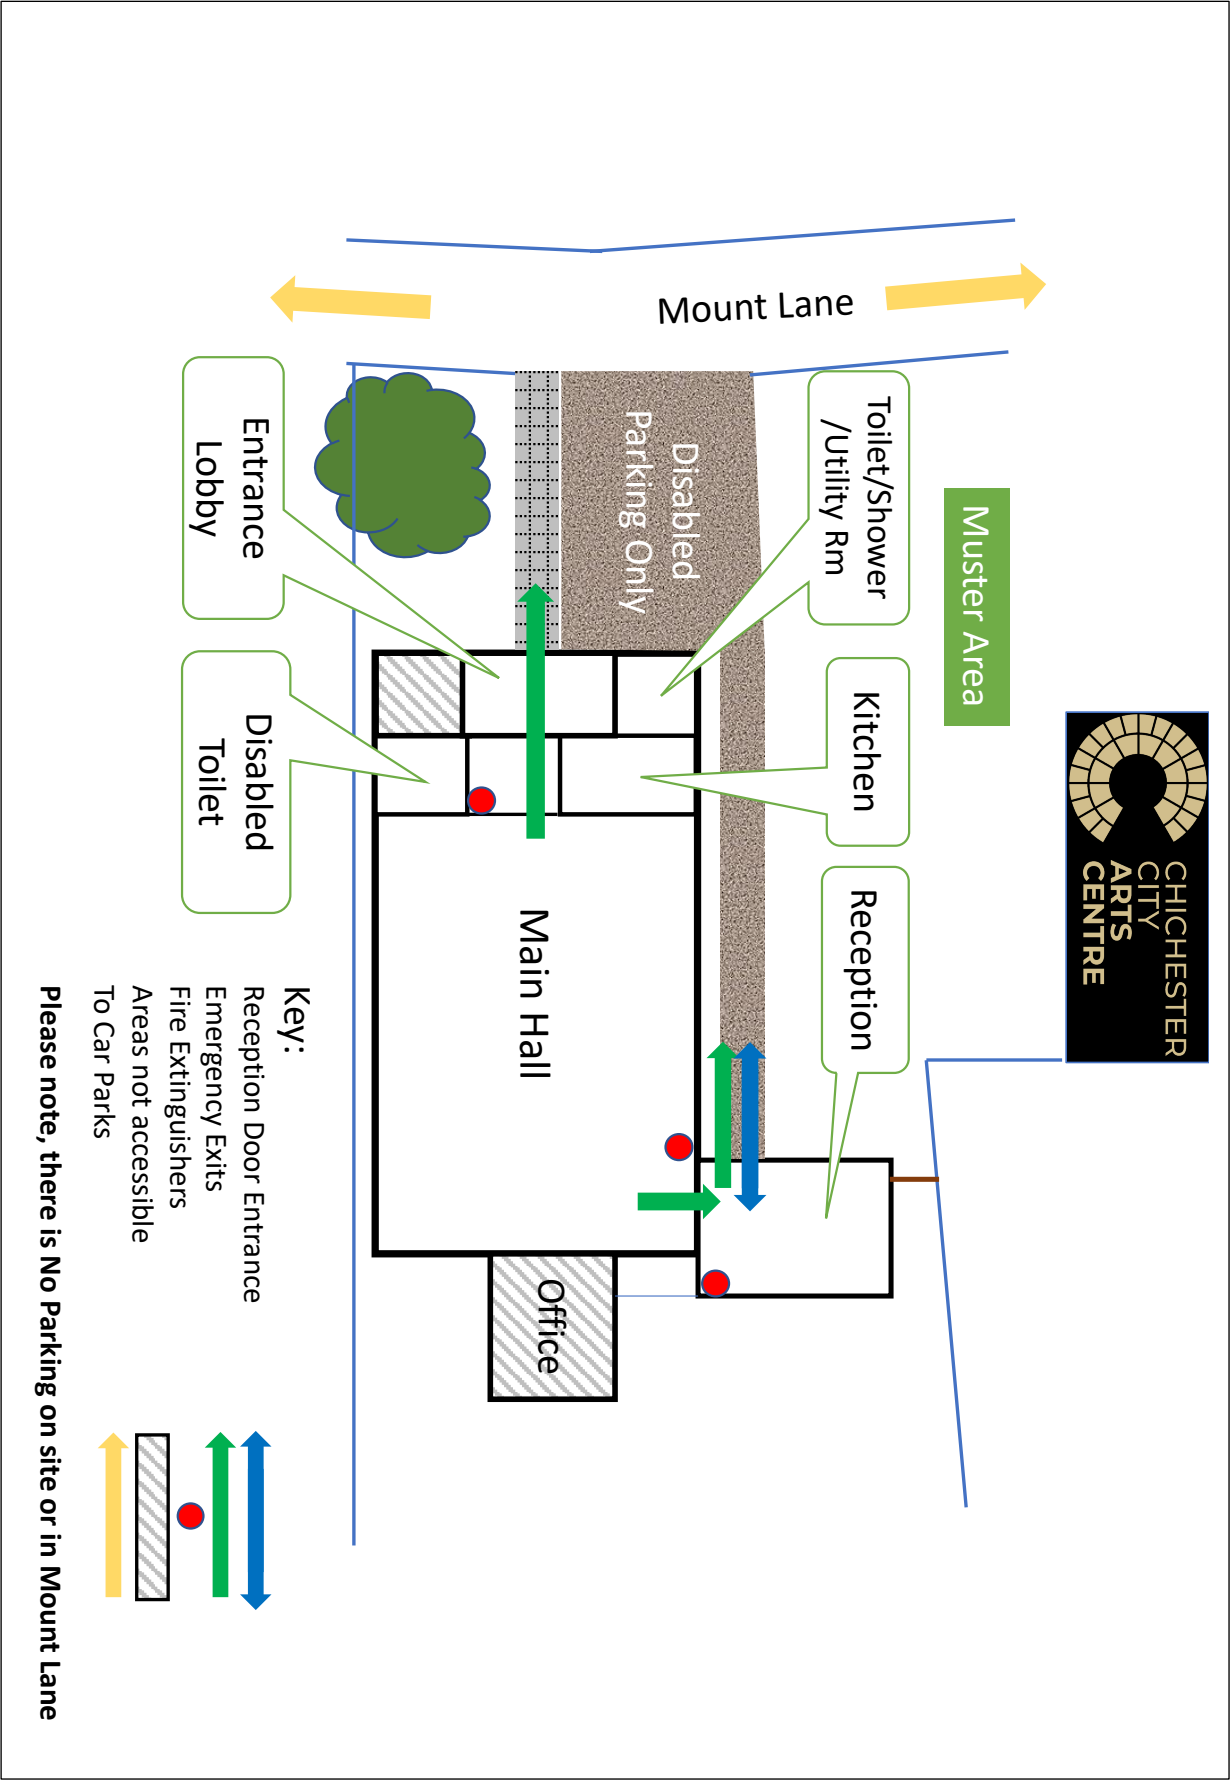 CHICHESTER
CITY
ARTS
CENTRE
Muster Area
Toilet/Shower
/Utility Rm
Kitchen
Reception
Mount Lane
Disabled
Parking Only
Main Hall
Office
Entrance
Lobby
Disabled
Toilet
Key:
Reception Door Entrance
Emergency Exits
Fire Extinguishers
Areas not accessible
To Car Parks
Please note, there is No Parking on site or in Mount Lane